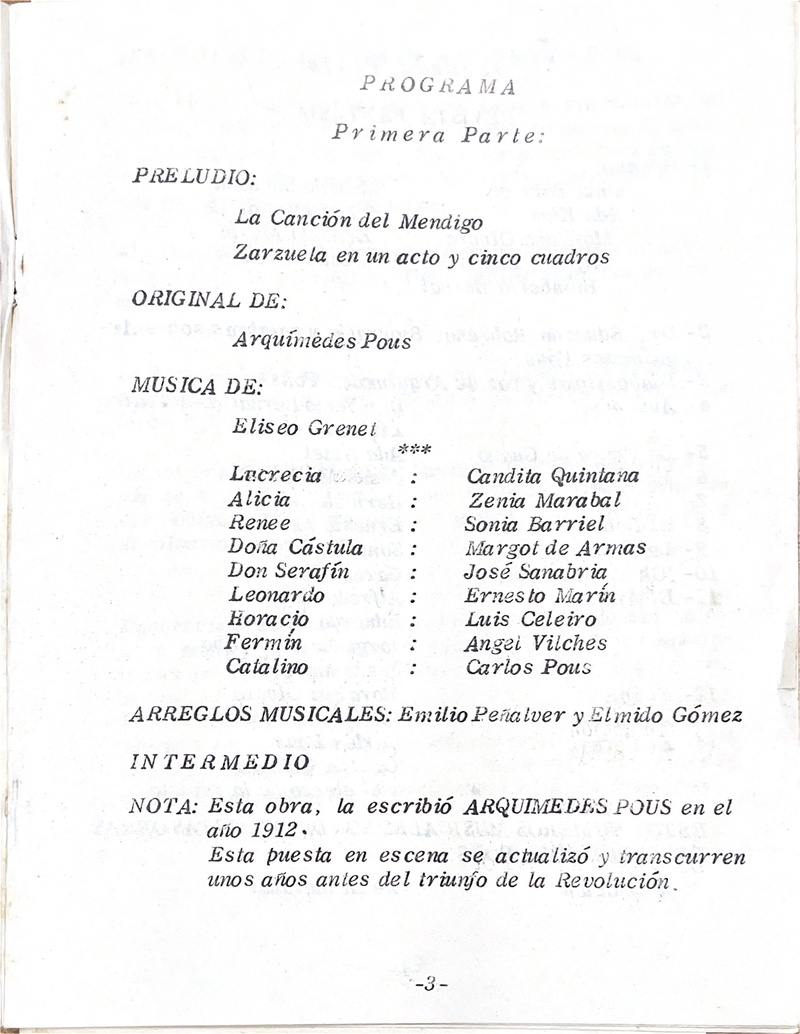 PROGRAMA
Primera Parte:
PRELUDIO:
La Canción del Mendigo
Zarzuela en un acto y cinco cuadros
ORIGINAL DE:
Arquímèdes Pous
MUSICA DE:
Eliseo Grenet
***
Lucrecia : Candita Quintana
Alicia : Zenia Marabal
Renee : Sonia Barriel
Doña Cástula : Margot de Armas
Don Serafín : José Sanabria
Leonardo : Ernesto Marín
Horacio : Luis Celeiro
Fermín : Angel Vilches
Catalino : Carlos Pous
ARREGLOS MUSICALES: Emilio Peñalver y Elmido Gómez
INTERMEDIO
NOTA: Esta obra, la escribió ARQUIMEDES POUS en el
año 1912.
Esta puesta en escena se actualizó y transcurren
unos años antes del triunfo de la Revolución.
-3-